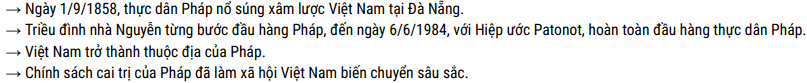 → Ngày 1/9/1858, thực dân Pháp nổ súng xâm lược Việt Nam tại Đà Nẵng.
→ Triều đình nhà Nguyễn từng bước đầu hàng Pháp, đến ngày 6/6/1984, với Hiệp ước Patonot, hoàn toàn đầu hàng thực dân Pháp.
→ Việt Nam trở thành thuộc địa của Pháp.
→ Chính sách cai trị của Pháp đã làm xã hội Việt Nam biến chuyển sâu sắc.